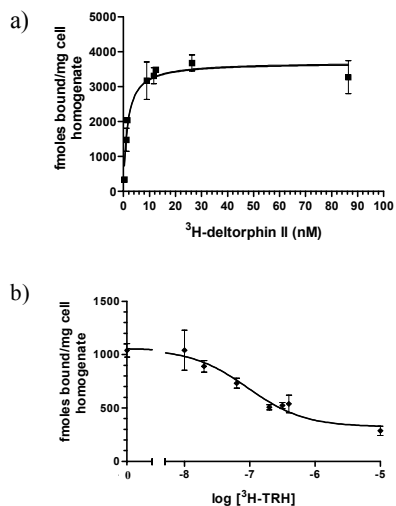 a)
fmoles bound/mg cell
homogenate
5000
4000
3000
2000
1000
0
0 10 20 30 40 50 60 70 80 90 100
³H-deltorphin II (nM)
b)
fmoles bound/mg cell
homogenate
1500
1000
500
0
0 -8 -7 -6 -5
log [³H-TRH]